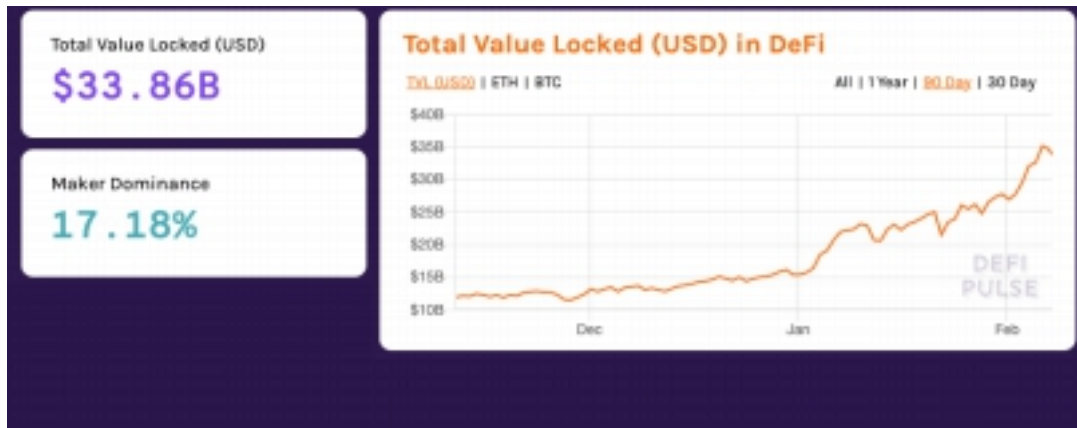 Total Value Locked (USD)
$33.86B
Maker Dominance
17.18%
Total Value Locked (USD) in DeFi
TVL (USD) | ETH | BTC
All | 1 Year | 90 Day | 30 Day
$40B
$35B
$30B
$25B
$20B
$15B
$10B
Dec
Jan
Feb
DEFI
PULSE